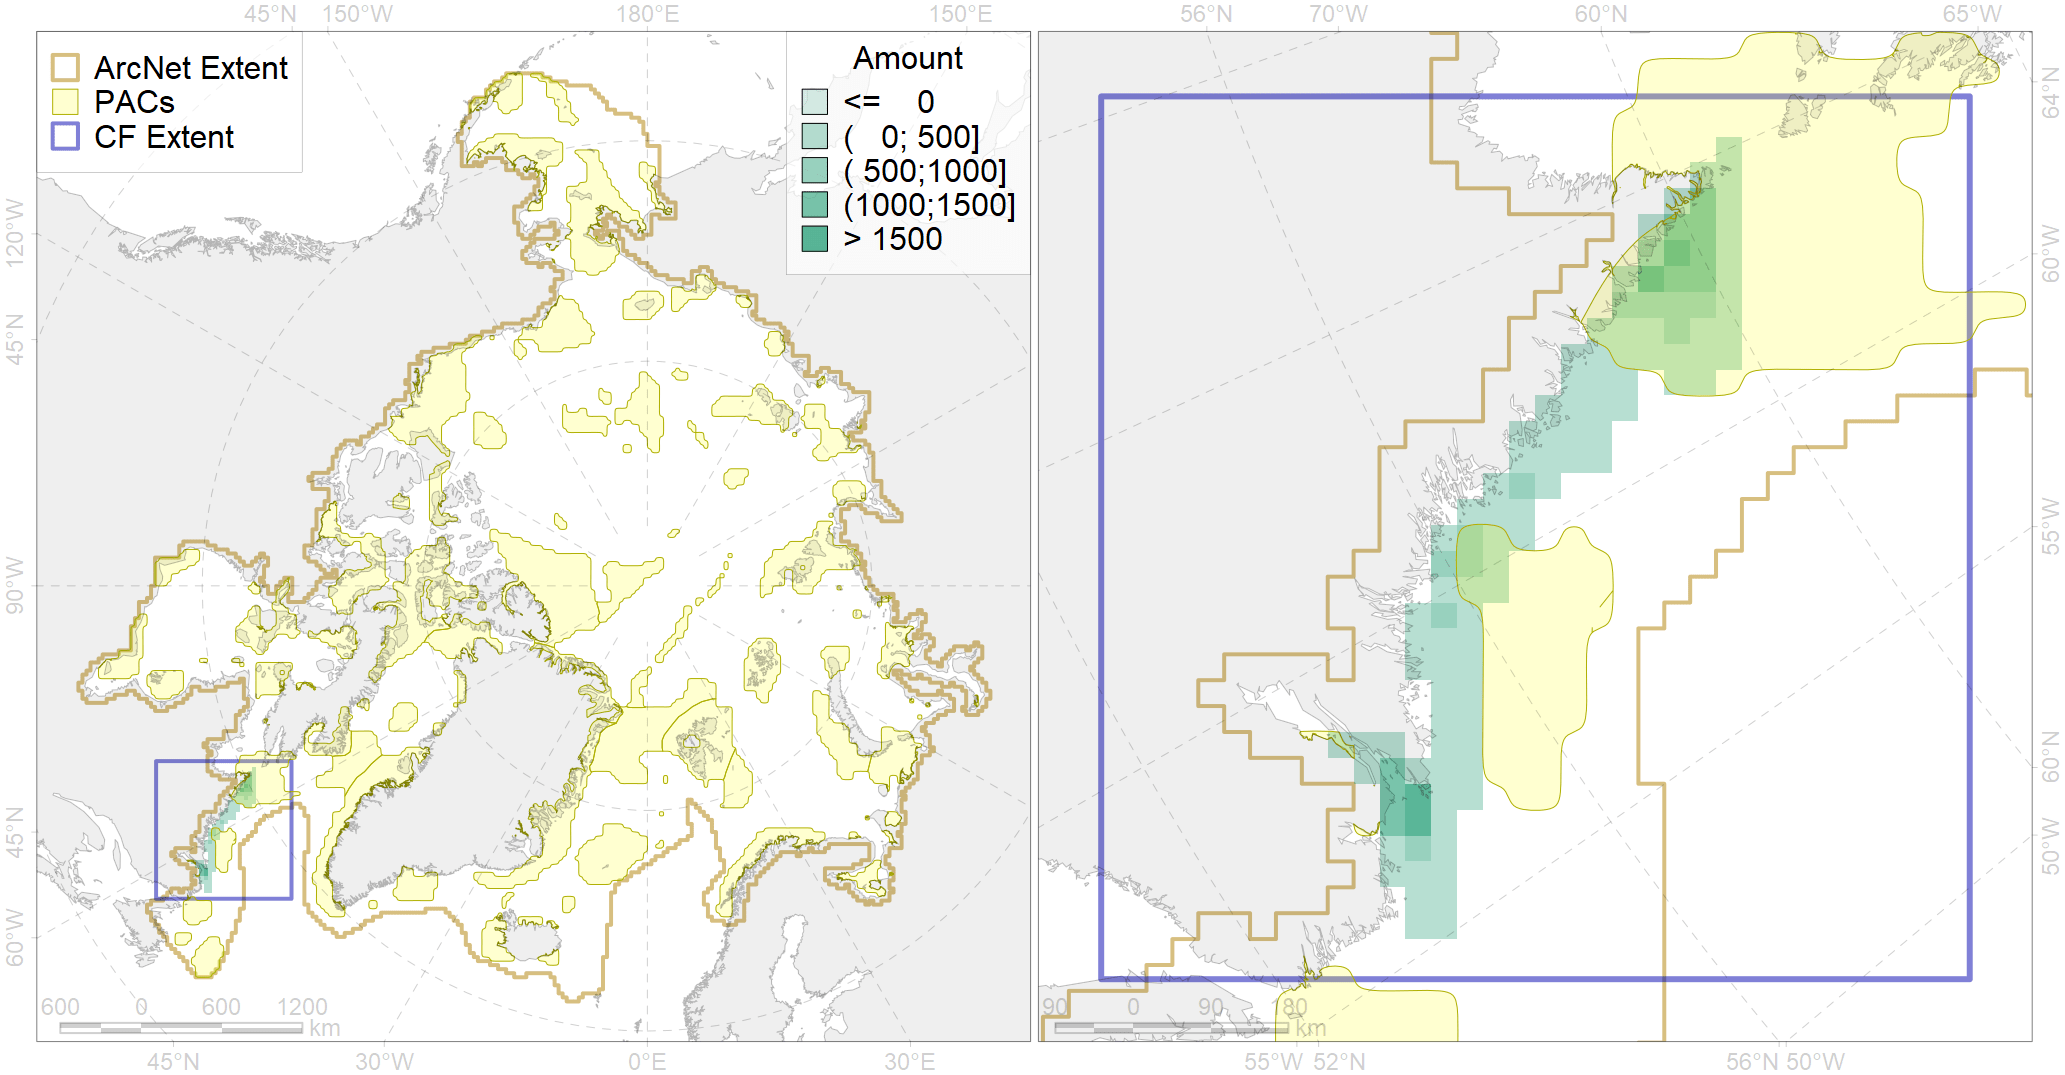 45°N 150°W 180°E 150°E 56°N 70°W 60°N 65°W
ArcNet Extent
PACs
CF Extent
Amount
<= 0
( 0; 500]
( 500;1000]
(1000;1500]
> 1500
120°W
45°N
90°W
45°N
60°W
64°N
60°W
55°W
60°N
50°W
600 0 600 1200
km
90 0 90 180
km
45°N 30°W 0°E 30°E 55°W 52°N 56°N 50°W